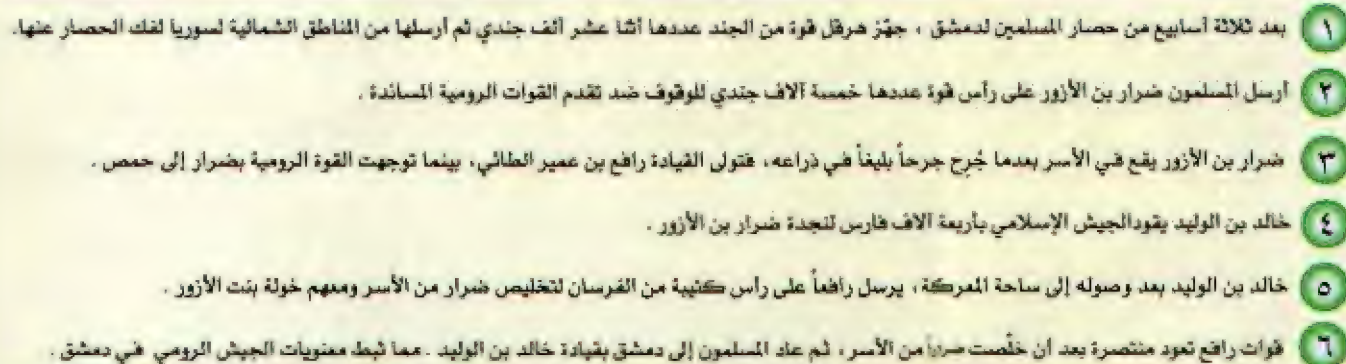 ١ بعد ثلاثة أسابيع من حصار المسلمين لدمشق ، جهّز هرقل قوة من الجند عددها أثنا عشر ألف جندي ثم أرسلها من المناطق الشمالية لسوريا لفك الحصار عنها.
٢ أرسل المسلمون ضرار بن الأزور على رأس قوة عددها خمسة آلاف جندي للوقوف ضد تقدم القوات الرومية المساندة .
٣ ضرار بن الأزور يقع في الأسر بعدما جُرح جرحاً بليغاً في ذراعه، فتولى القيادة رافع بن عمير الطائي، بينما توجهت القوة الرومية بضرار إلى حمص .
٤ خالد بن الوليد يقودالجيش الإسلامي بأربعة آلاف فارس لنجدة ضرار بن الأزور .
٥ خالد بن الوليد بعد وصوله إلى ساحة المعركة ، يرسل رافعاً على رأس كتيبة من الفرسان لتخليص ضرار من الأسر ومعهم خولة بنت الأزور .
٦ قوات رافع تعود منتصرة بعد أن خلّصت ضراراً من الأسر ، ثم عاد المسلمون إلى دمشق بقيادة خالد بن الوليد . مما ثبط معنويات الجيش الرومي في دمشق .